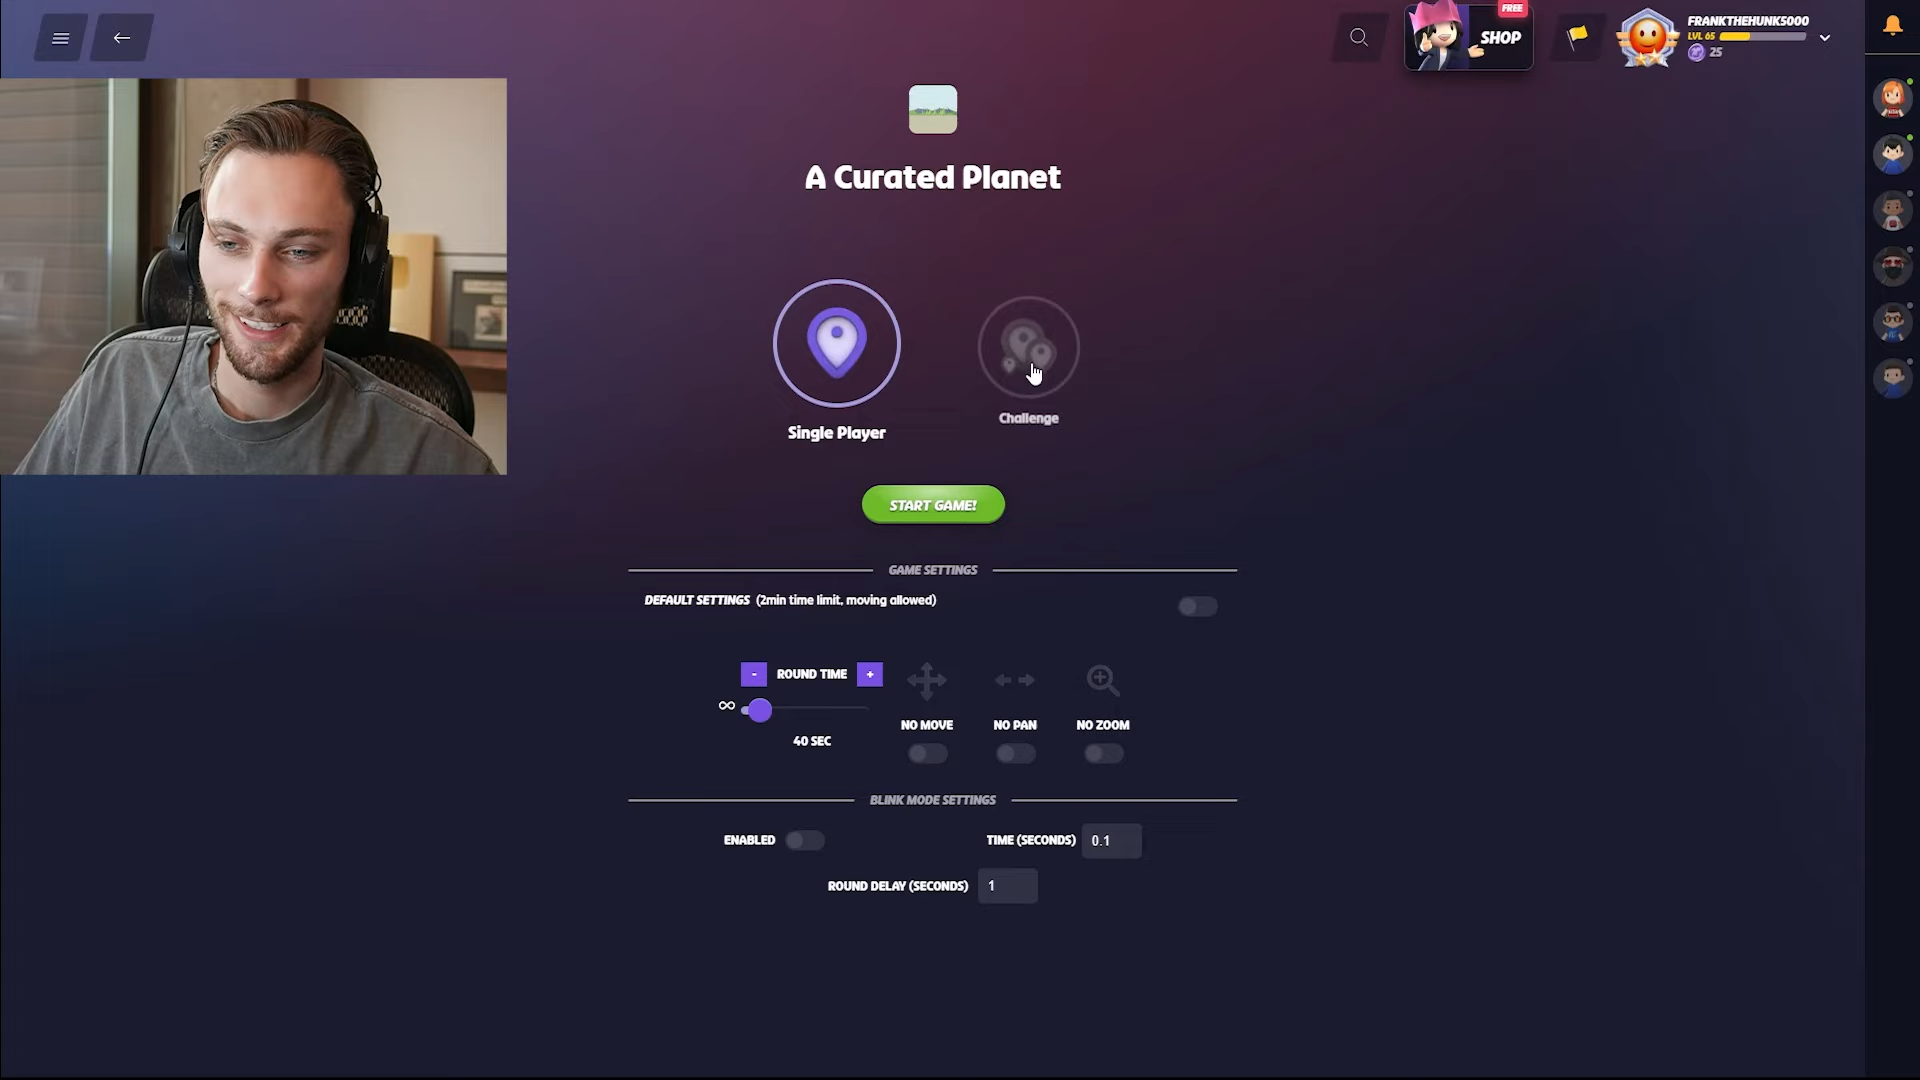 FREE
SHOP
FRANKTHEHUNK5000
LVL 65
25
A Curated Planet
Single Player
Challenge
START GAME!
GAME SETTINGS
DEFAULT SETTINGS (2min time limit, moving allowed)
- ROUND TIME +
∞
40 SEC
NO MOVE
NO PAN
NO ZOOM
BLINK MODE SETTINGS
ENABLED
TIME (SECONDS) 0.1
ROUND DELAY (SECONDS) 1